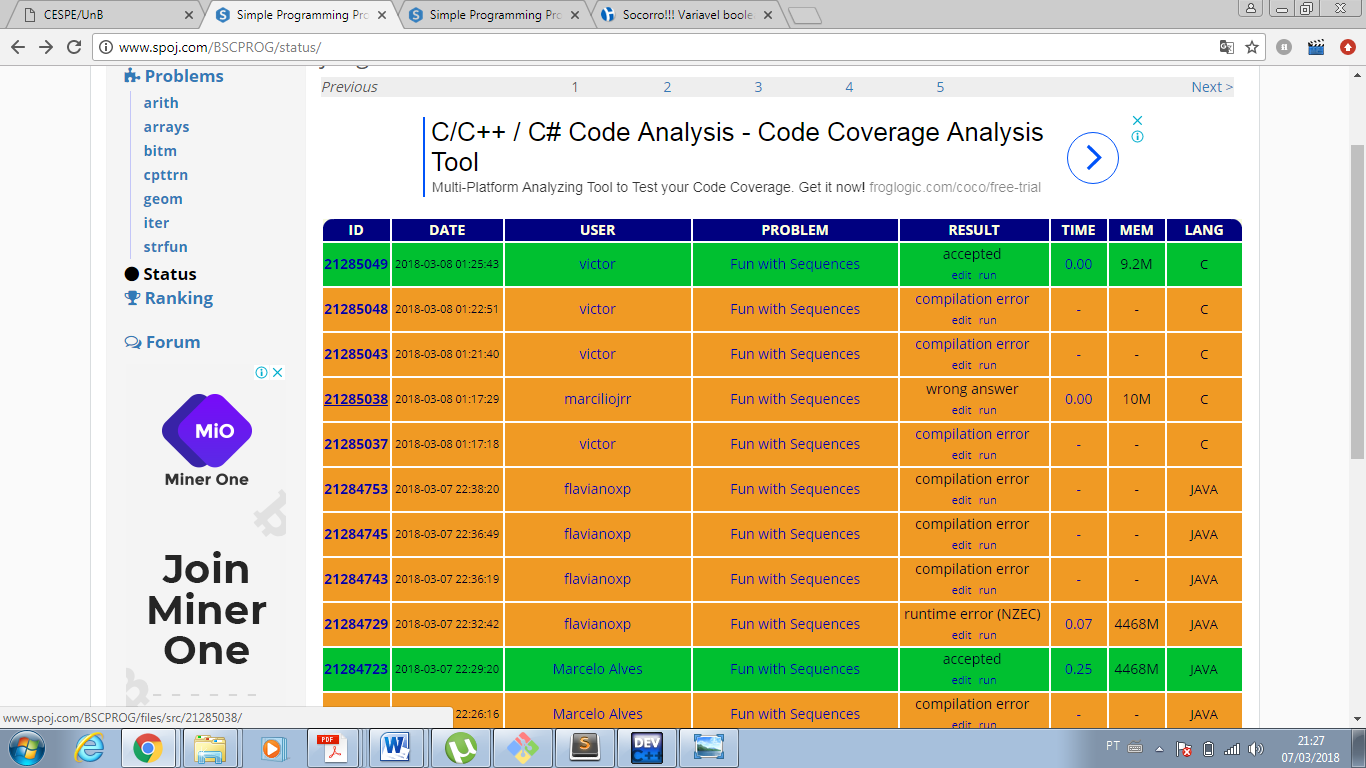 CESPE/UnB
Simple Programming Pro
Simple Programming Pro
Socorro!!! Variavel boole
www.spoj.com/BSCPROG/status/
Problems
arith
arrays
bitm
cpttrn
geom
iter
strfun
Status
Ranking
Forum
MiO
Miner One
Join
Miner
One
Previous 1 2 3 4 5 Next >
C/C++ / C# Code Analysis - Code Coverage Analysis
Tool
Multi-Platform Analyzing Tool to Test your Code Coverage. Get it now! froglogic.com/coco/free-trial
ID DATE USER PROBLEM RESULT TIME MEM LANG
21285049 2018-03-08 01:25:43 victor Fun with Sequences accepted 0.00 9.2M C
edit run
21285048 2018-03-08 01:22:51 victor Fun with Sequences compilation error - - C
edit run
21285043 2018-03-08 01:21:40 victor Fun with Sequences compilation error - - C
edit run
21285038 2018-03-08 01:17:29 marciliojrr Fun with Sequences wrong answer 0.00 10M C
edit run
21285037 2018-03-08 01:17:18 victor Fun with Sequences compilation error - - C
edit run
21284753 2018-03-07 22:38:20 flavianoxp Fun with Sequences compilation error - - JAVA
edit run
21284745 2018-03-07 22:36:49 flavianoxp Fun with Sequences compilation error - - JAVA
edit run
21284743 2018-03-07 22:36:19 flavianoxp Fun with Sequences compilation error - - JAVA
edit run
21284729 2018-03-07 22:32:42 flavianoxp Fun with Sequences runtime error (NZEC) 0.07 4468M JAVA
edit run
21284723 2018-03-07 22:29:20 Marcelo Alves Fun with Sequences accepted 0.25 4468M JAVA
edit run
22:26:16 Marcelo Alves Fun with Sequences compilation error - - JAVA
edit run
www.spoj.com/BSCPROG/files/src/21285038/
PDF
W
S
DEV
C++
PT
21:27
07/03/2018